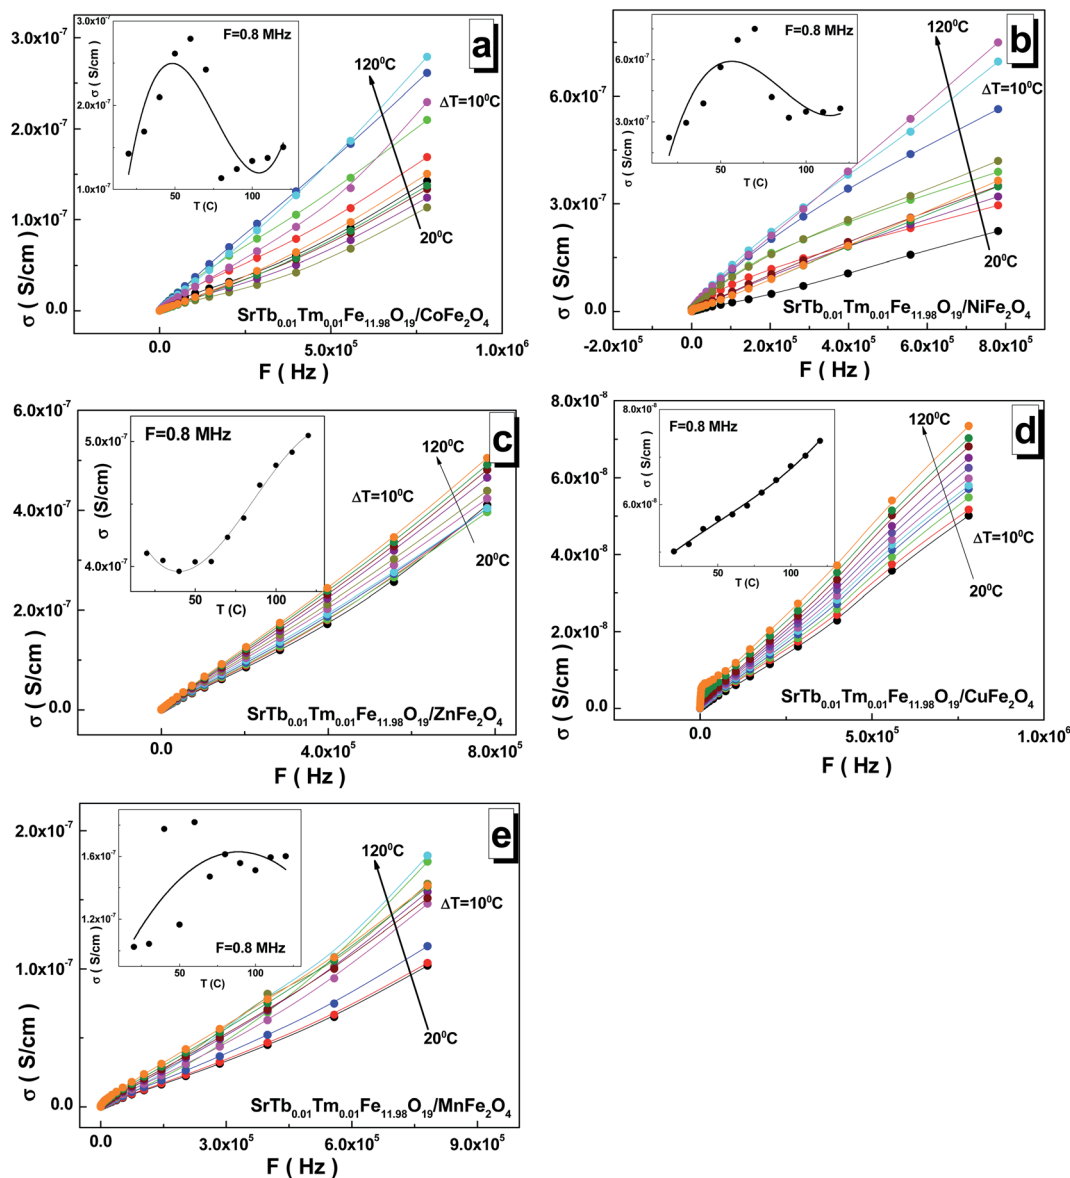 a
3.0x10⁻⁷
2.0x10⁻⁷
1.0x10⁻⁷
0.0
σ ( S/cm )
0.0
5.0x10⁵
1.0x10⁶
F ( Hz )
3.0x10⁻⁷
2.0x10⁻⁷
1.0x10⁻⁷
σ ( S/cm )
50
100
T (C)
F=0.8 MHz
120⁰C
ΔT=10⁰C
20⁰C
SrTb₀.₀₁Tm₀.₀₁Fe₁₁.₉₈O₁₉/CoFe₂O₄
b
6.0x10⁻⁷
3.0x10⁻⁷
0.0
σ ( S/cm )
-2.0x10⁵
0.0
2.0x10⁵
4.0x10⁵
6.0x10⁵
8.0x10⁵
F ( Hz )
6.0x10⁻⁷
3.0x10⁻⁷
σ ( S/cm )
50
100
T (C)
F=0.8 MHz
120⁰C
ΔT=10⁰C
20⁰C
SrTb₀.₀₁Tm₀.₀₁Fe₁₁.₉₈O₁₉/NiFe₂O₄
c
6.0x10⁻⁷
5.0x10⁻⁷
4.0x10⁻⁷
3.0x10⁻⁷
2.0x10⁻⁷
1.0x10⁻⁷
0.0
σ ( S/cm )
0.0
4.0x10⁵
8.0x10⁵
F ( Hz )
F=0.8 MHz
5.0x10⁻⁷
4.0x10⁻⁷
σ (S/cm)
50
100
T (C)
120⁰C
ΔT=10⁰C
20⁰C
SrTb₀.₀₁Tm₀.₀₁Fe₁₁.₉₈O₁₉/ZnFe₂O₄
d
8.0x10⁻⁸
6.0x10⁻⁸
4.0x10⁻⁸
2.0x10⁻⁸
0.0
σ ( S/cm )
0.0
5.0x10⁵
1.0x10⁶
F ( Hz )
8.0x10⁻⁸
6.0x10⁻⁸
σ ( S/cm)
50
100
T (C)
F=0.8 MHz
120⁰C
ΔT=10⁰C
20⁰C
SrTb₀.₀₁Tm₀.₀₁Fe₁₁.₉₈O₁₉/CuFe₂O₄
e
2.0x10⁻⁷
1.0x10⁻⁷
0.0
σ ( S/cm )
0.0
3.0x10⁵
6.0x10⁵
9.0x10⁵
F ( Hz )
1.6x10⁻⁷
1.2x10⁻⁷
σ ( S/cm)
50
100
T (C)
F=0.8 MHz
120⁰C
ΔT=10⁰C
20⁰C
SrTb₀.₀₁Tm₀.₀₁Fe₁₁.₉₈O₁₉/MnFe₂O₄